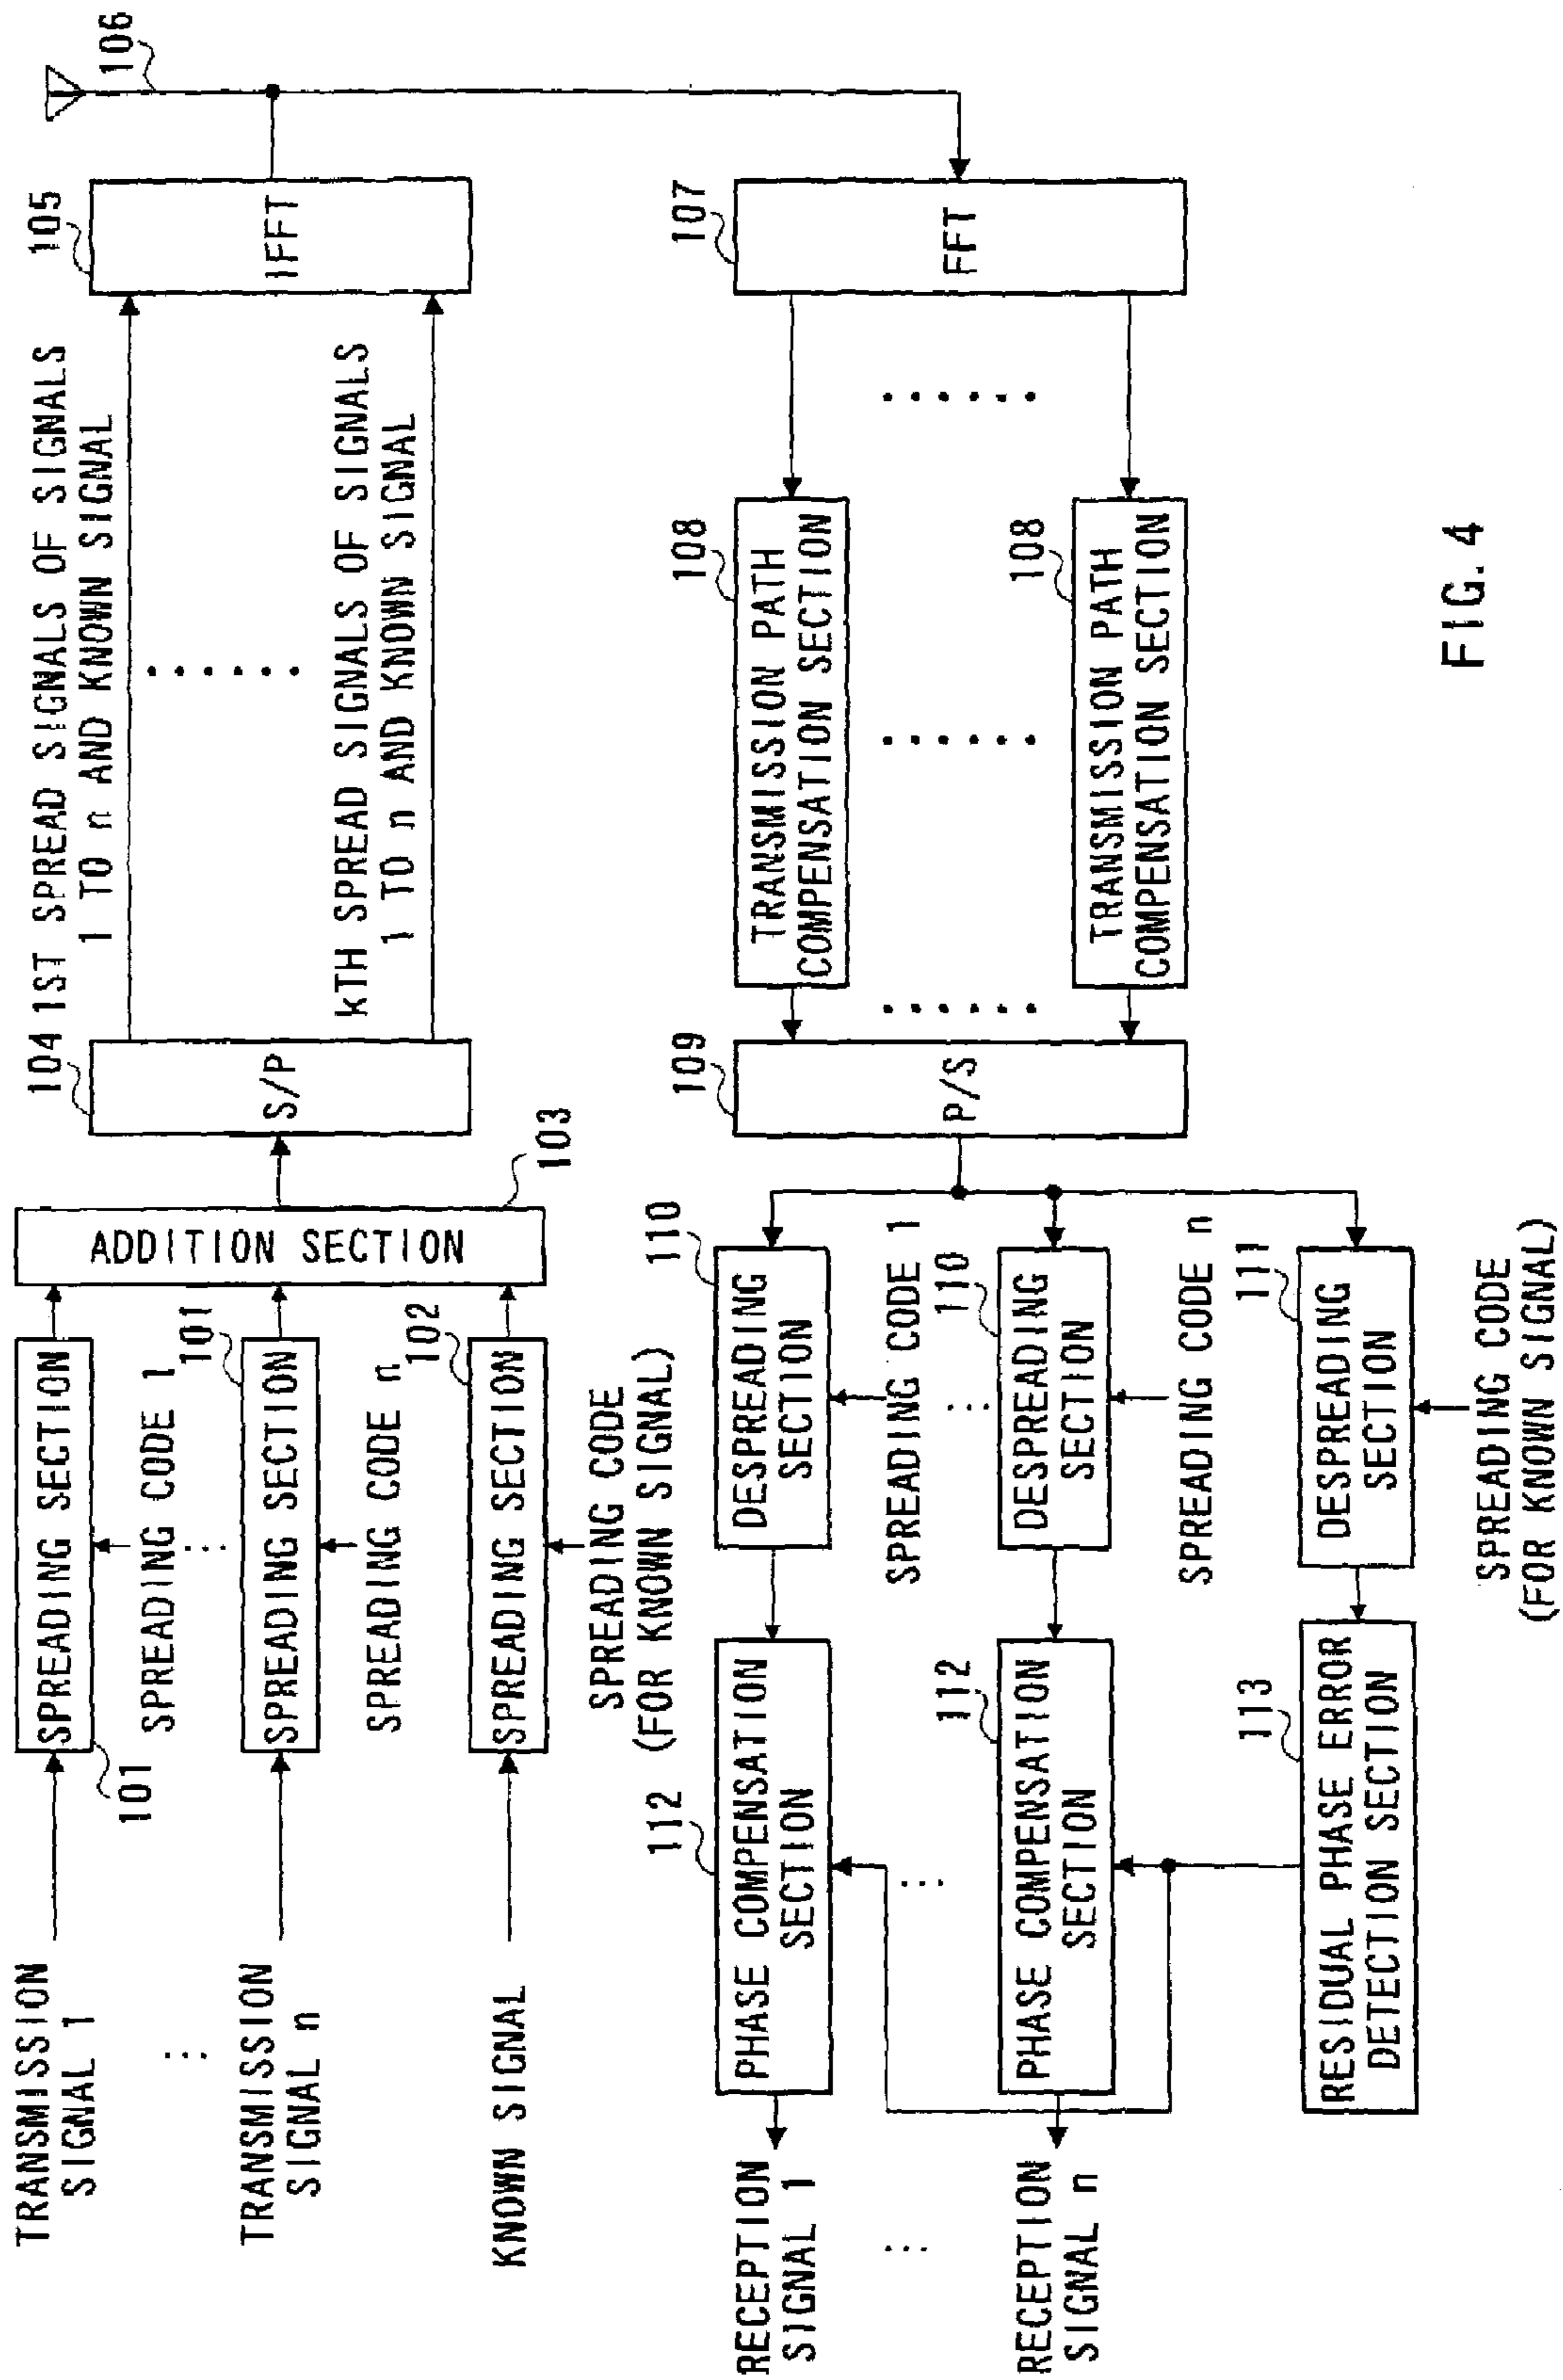 TRANSMISSION
SIGNAL 1
101
SPREADING SECTION
SPREADING CODE 1
TRANSMISSION
SIGNAL n
101
SPREADING SECTION
SPREADING CODE n
KNOWN SIGNAL
102
SPREADING SECTION
SPREADING CODE
(FOR KNOWN SIGNAL)
ADDITION SECTION
103
104
S/P
1ST SPREAD SIGNALS OF SIGNALS
1 TO n AND KNOWN SIGNAL
kTH SPREAD SIGNALS OF SIGNALS
1 TO n AND KNOWN SIGNAL
105
IFFT
106
RECEPTION
SIGNAL 1
112
PHASE COMPENSATION
SECTION
110
DESPREADING
SECTION
SPREADING CODE 1
109
P/S
108
TRANSMISSION PATH
COMPENSATION SECTION
107
FFT
RECEPTION
SIGNAL n
112
PHASE COMPENSATION
SECTION
110
DESPREADING
SECTION
SPREADING CODE n
108
TRANSMISSION PATH
COMPENSATION SECTION
113
RESIDUAL PHASE ERROR
DETECTION SECTION
111
DESPREADING
SECTION
SPREADING CODE
(FOR KNOWN SIGNAL)
FIG. 4